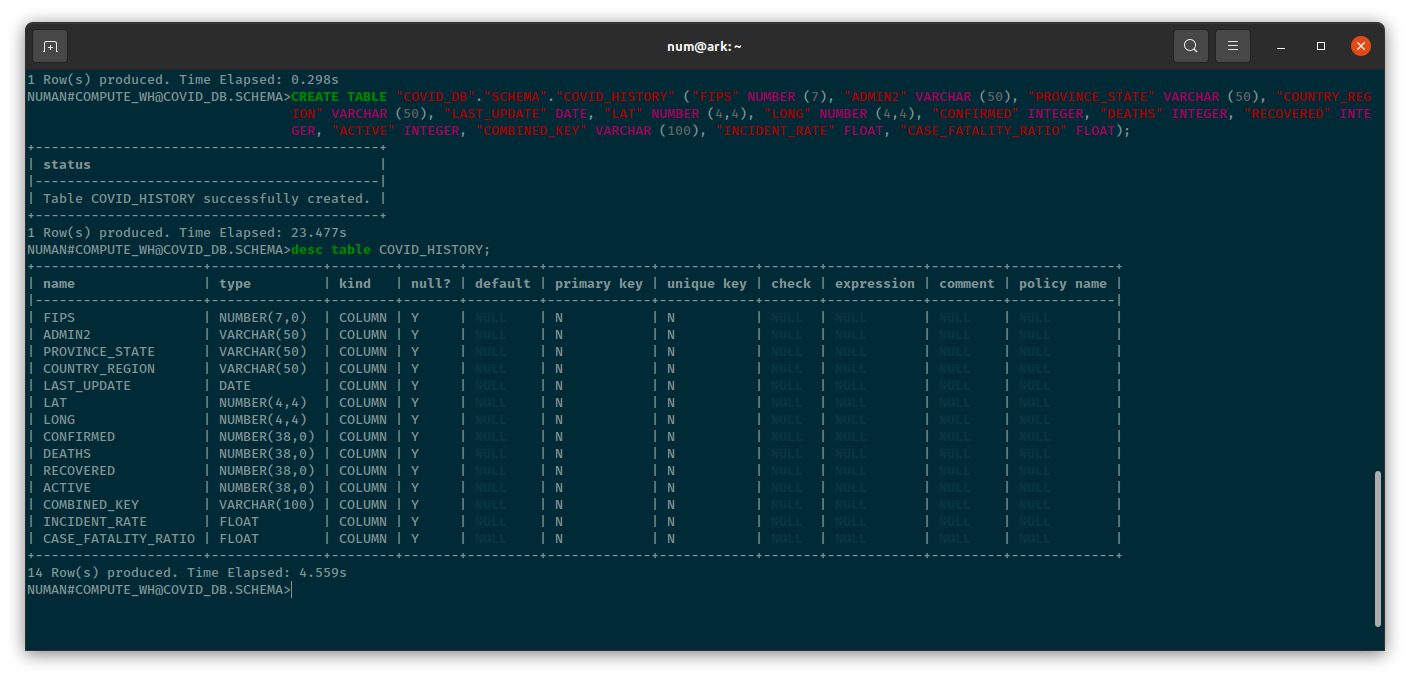 num@ark: ~
1 Row(s) produced. Time Elapsed: 0.298s
NUMAN#COMPUTE_WH@COVID_DB.SCHEMA>CREATE TABLE "COVID_DB"."SCHEMA"."COVID_HISTORY" ("FIPS" NUMBER (7), "ADMIN2" VARCHAR (50), "PROVINCE_STATE" VARCHAR (50), "COUNTRY_REG
ION" VARCHAR (50), "LAST_UPDATE" DATE, "LAT" NUMBER (4,4), "LONG" NUMBER (4,4), "CONFIRMED" INTEGER, "DEATHS" INTEGER, "RECOVERED" INTE
GER, "ACTIVE" INTEGER, "COMBINED_KEY" VARCHAR (100), "INCIDENT_RATE" FLOAT, "CASE_FATALITY_RATIO" FLOAT);
+-------------------------------------------+
| status                                    |
|-------------------------------------------|
| Table COVID_HISTORY successfully created. |
+-------------------------------------------+
1 Row(s) produced. Time Elapsed: 23.477s
NUMAN#COMPUTE_WH@COVID_DB.SCHEMA>desc table COVID_HISTORY;
+---------------------+--------------+--------+-------+---------+-------------+------------+-------+------------+---------+-------------+
| name                | type         | kind   | null? | default | primary key | unique key | check | expression | comment | policy name |
|---------------------+--------------+--------+-------+---------+-------------+------------+-------+------------+---------+-------------|
| FIPS                | NUMBER(7,0)  | COLUMN | Y     | NULL    | N           | N          | NULL  | NULL       | NULL    | NULL        |
| ADMIN2              | VARCHAR(50)  | COLUMN | Y     | NULL    | N           | N          | NULL  | NULL       | NULL    | NULL        |
| PROVINCE_STATE      | VARCHAR(50)  | COLUMN | Y     | NULL    | N           | N          | NULL  | NULL       | NULL    | NULL        |
| COUNTRY_REGION      | VARCHAR(50)  | COLUMN | Y     | NULL    | N           | N          | NULL  | NULL       | NULL    | NULL        |
| LAST_UPDATE         | DATE         | COLUMN | Y     | NULL    | N           | N          | NULL  | NULL       | NULL    | NULL        |
| LAT                 | NUMBER(4,4)  | COLUMN | Y     | NULL    | N           | N          | NULL  | NULL       | NULL    | NULL        |
| LONG                | NUMBER(4,4)  | COLUMN | Y     | NULL    | N           | N          | NULL  | NULL       | NULL    | NULL        |
| CONFIRMED           | NUMBER(38,0) | COLUMN | Y     | NULL    | N           | N          | NULL  | NULL       | NULL    | NULL        |
| DEATHS              | NUMBER(38,0) | COLUMN | Y     | NULL    | N           | N          | NULL  | NULL       | NULL    | NULL        |
| RECOVERED           | NUMBER(38,0) | COLUMN | Y     | NULL    | N           | N          | NULL  | NULL       | NULL    | NULL        |
| ACTIVE              | NUMBER(38,0) | COLUMN | Y     | NULL    | N           | N          | NULL  | NULL       | NULL    | NULL        |
| COMBINED_KEY        | VARCHAR(100) | COLUMN | Y     | NULL    | N           | N          | NULL  | NULL       | NULL    | NULL        |
| INCIDENT_RATE       | FLOAT        | COLUMN | Y     | NULL    | N           | N          | NULL  | NULL       | NULL    | NULL        |
| CASE_FATALITY_RATIO | FLOAT        | COLUMN | Y     | NULL    | N           | N          | NULL  | NULL       | NULL    | NULL        |
+---------------------+--------------+--------+-------+---------+-------------+------------+-------+------------+---------+-------------+
14 Row(s) produced. Time Elapsed: 4.559s
NUMAN#COMPUTE_WH@COVID_DB.SCHEMA>